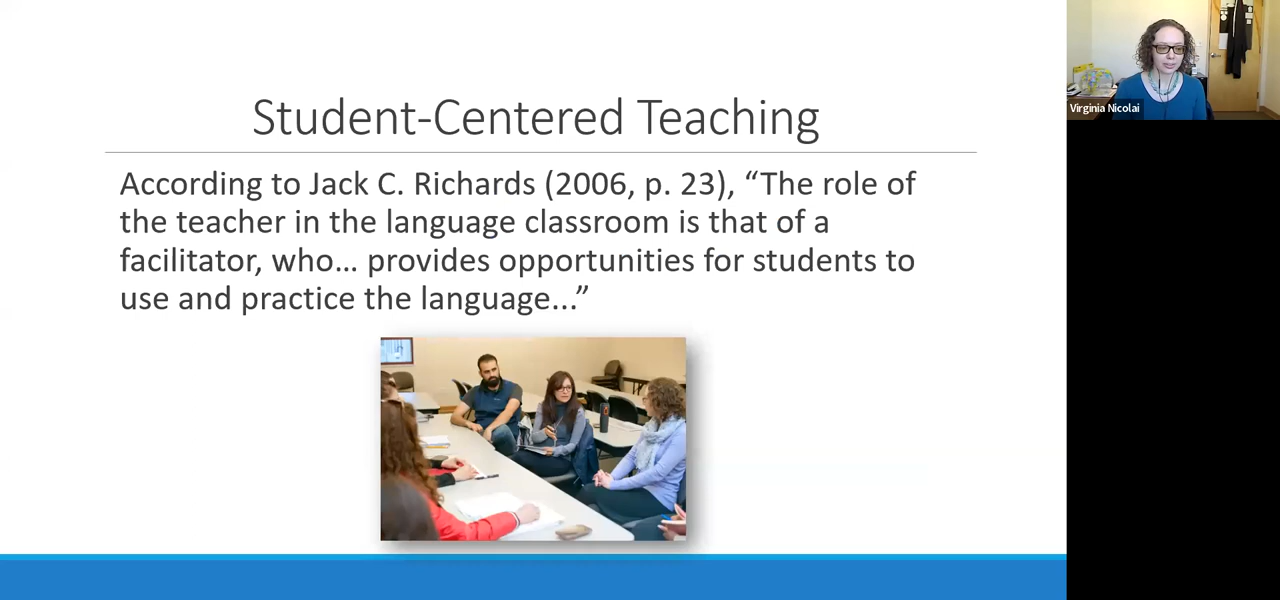 Student-Centered Teaching
According to Jack C. Richards (2006, p. 23), “The role of
the teacher in the language classroom is that of a
facilitator, who… provides opportunities for students to
use and practice the language...”
Virginia Nicolai